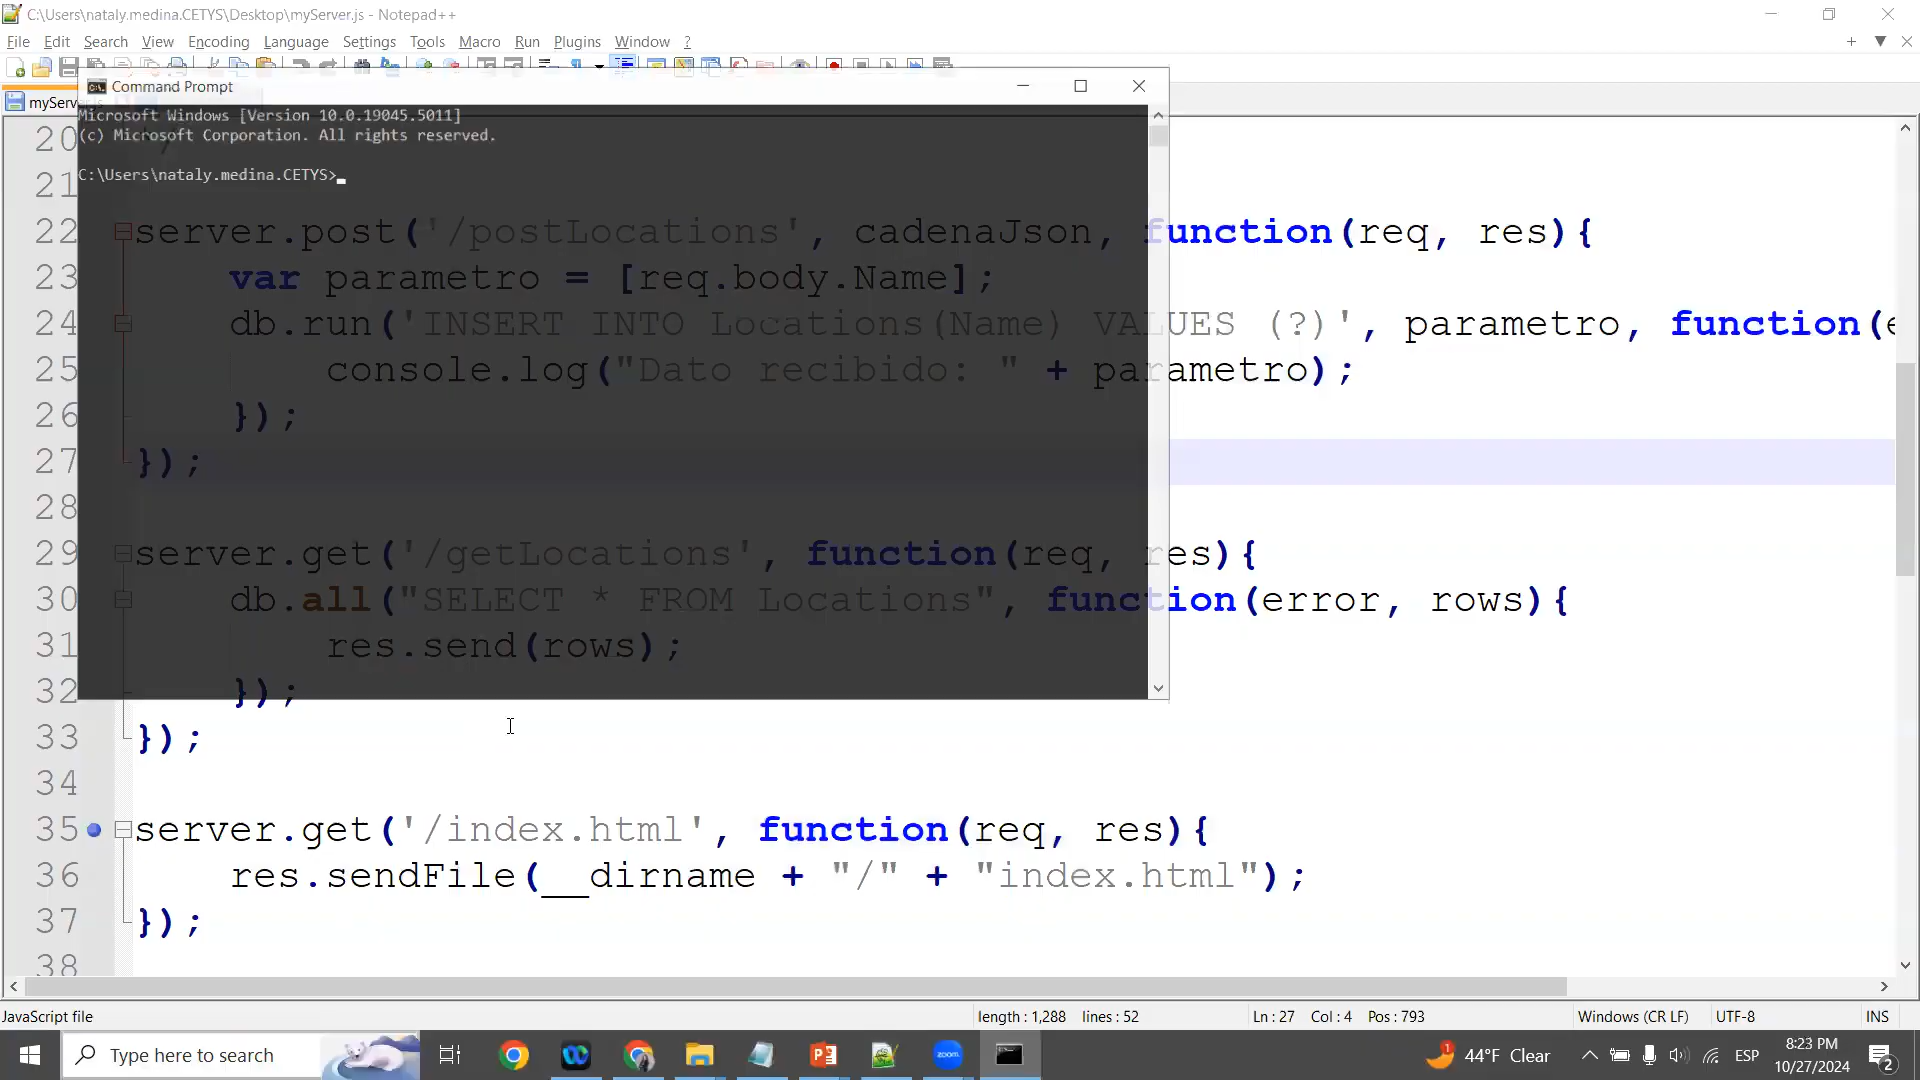 C:\Users\nataly.medina.CETYS\Desktop\myServer.js - Notepad++
File Edit Search View Encoding Language Settings Tools Macro Run Plugins Window ?
myServer.js
Command Prompt
Microsoft Windows [Version 10.0.19045.5011]
(c) Microsoft Corporation. All rights reserved.
C:\Users\nataly.medina.CETYS>
20
21
22 server.post('/postLocations', cadenaJson, function(req, res){
23 var parametro = [req.body.Name];
24 db.run('INSERT INTO Locations(Name) VALUES (?)', parametro, function(e
25 console.log("Dato recibido: " + parametro);
26 });
27 });
28
29 server.get('/getLocations', function(req, res){
30 db.all("SELECT * FROM Locations", function(error, rows){
31 res.send(rows);
32 });
33 });
34
35 server.get('/index.html', function(req, res){
36 res.sendFile(__dirname + "/" + "index.html");
37 });
38
JavaScript file length : 1,288 lines : 52 Ln : 27 Col : 4 Pos : 793 Windows (CR LF) UTF-8 INS
Type here to search
zoom
1
44°F Clear
ESP
8:23 PM
10/27/2024
2